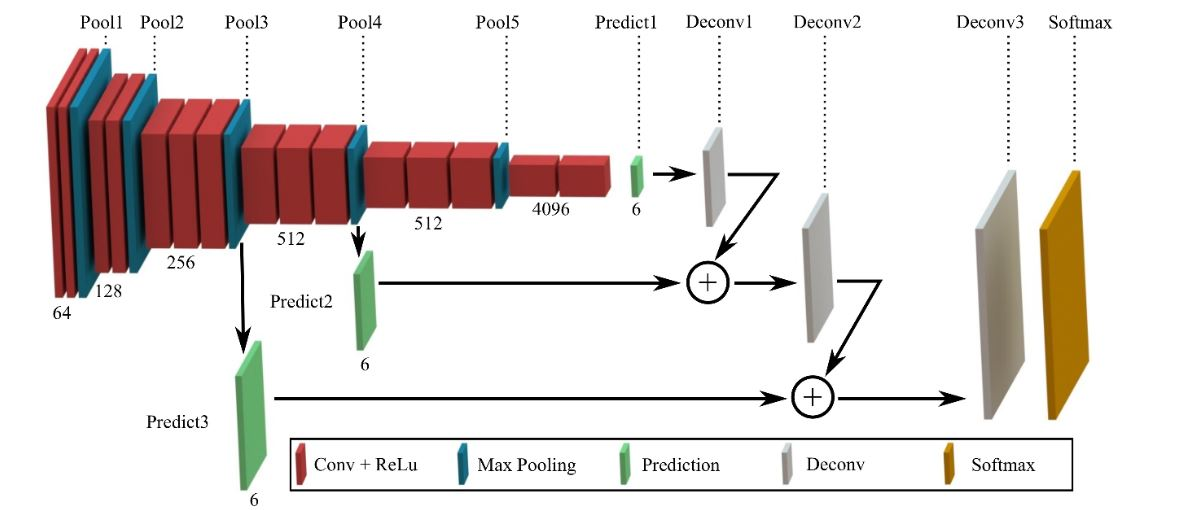 Pool1 Pool2 Pool3 Pool4 Pool5 Predict1 Deconv1 Deconv2 Deconv3 Softmax
64
128
256
512
512
4096
6
+
Predict2
6
Predict3
6
+
Conv + ReLu Max Pooling Prediction Deconv Softmax